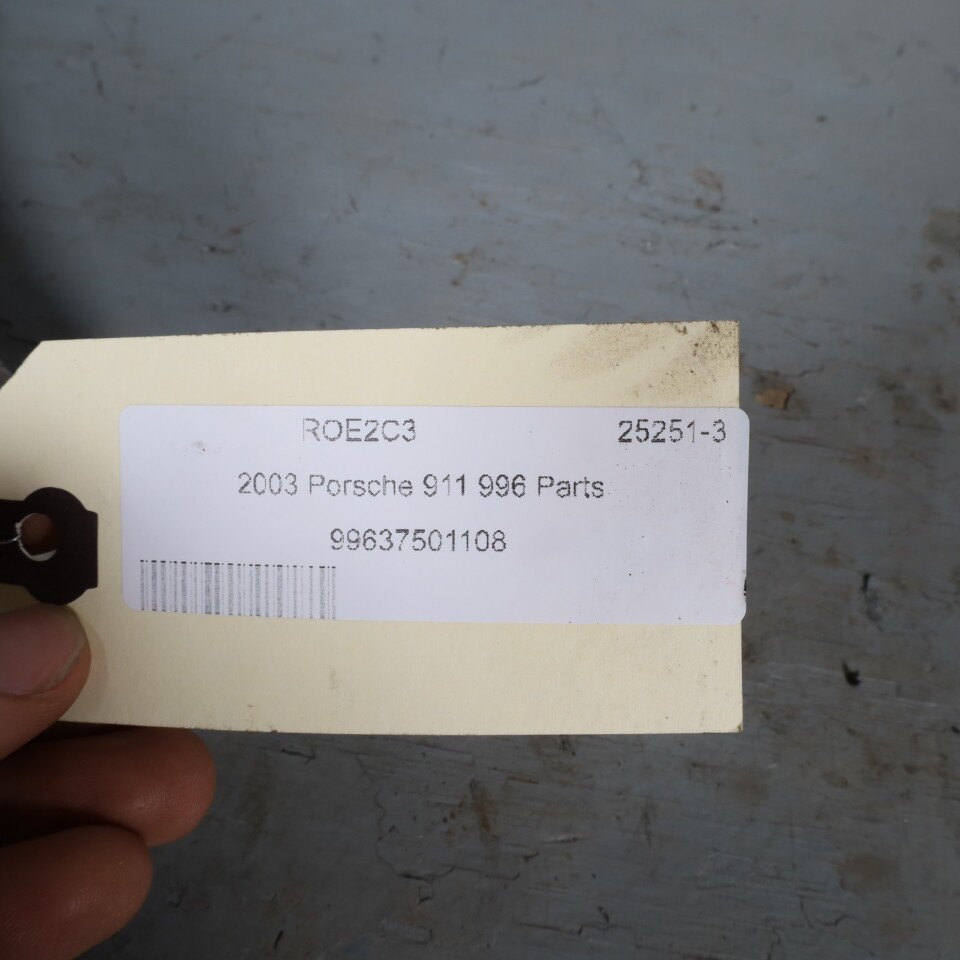 ROE2C3 25251-3
2003 Porsche 911 996 Parts
99637501108